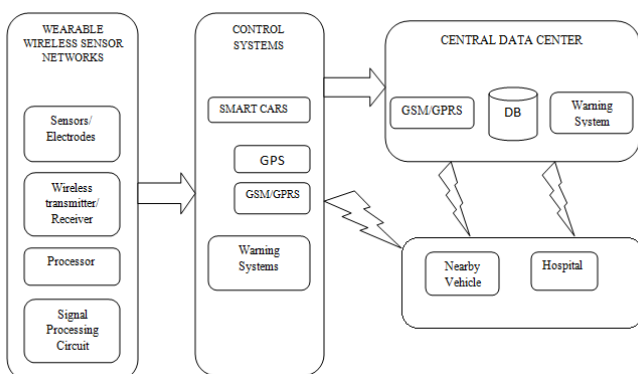 WEARABLE
WIRELESS SENSOR
NETWORKS
Sensors/
Electrodes
Wireless
transmitter/
Receiver
Processor
Signal
Processing
Circuit
CONTROL
SYSTEMS
SMART CARS
GPS
GSM/GPRS
Warning
Systems
CENTRAL DATA CENTER
GSM/GPRS
DB
Warning
System
Nearby
Vehicle
Hospital